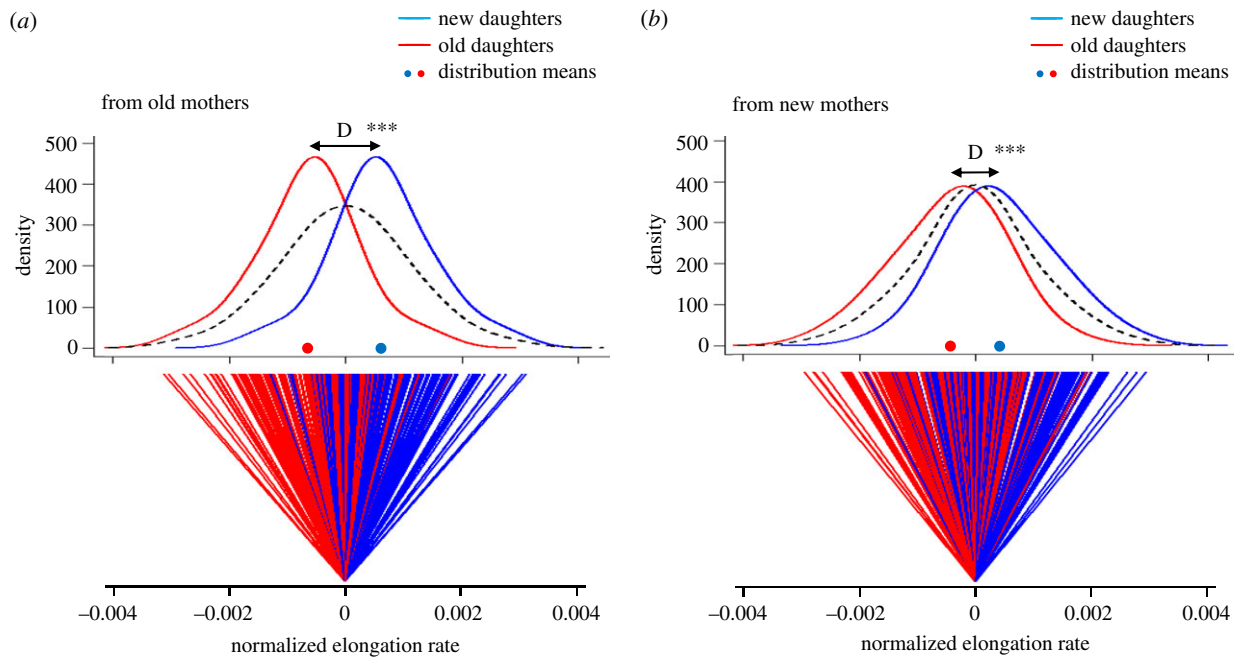 (a)
new daughters
old daughters
distribution means
from old mothers
D ***
500
400
300
200
100
0
density
–0.004 –0.002 0 0.002 0.004
normalized elongation rate
(b)
new daughters
old daughters
distribution means
from new mothers
D ***
500
400
300
200
100
0
density
–0.004 –0.002 0 0.002 0.004
normalized elongation rate